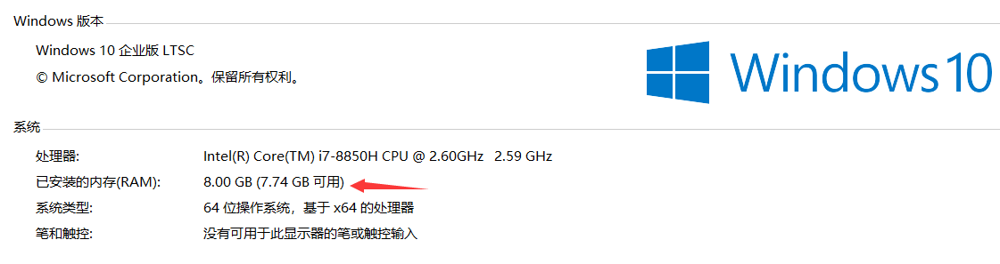 Windows 版本
Windows 10 企业版 LTSC
© Microsoft Corporation。保留所有权利。
Windows 10
系统
处理器: Intel(R) Core(TM) i7-8850H CPU @ 2.60GHz 2.59 GHz
已安装的内存(RAM): 8.00 GB (7.74 GB 可用)
系统类型: 64 位操作系统，基于 x64 的处理器
笔和触控: 没有可用于此显示器的笔或触控输入